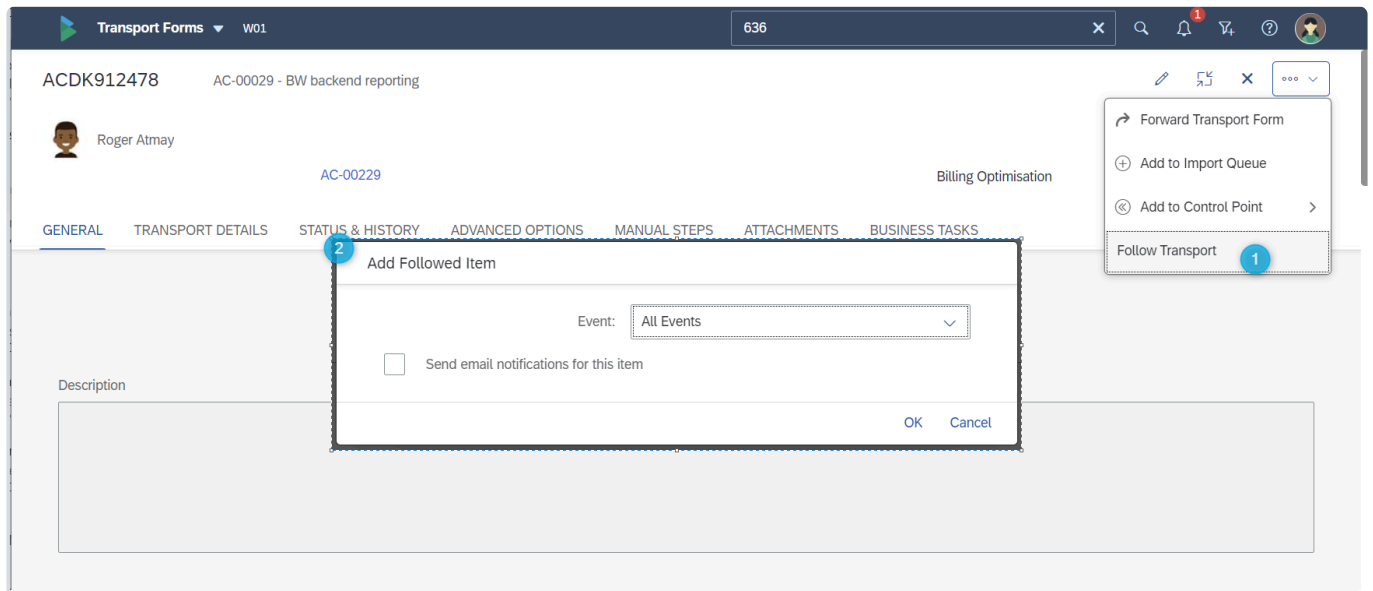 Transport Forms W01 636 1
ACDK912478 AC-00029 - BW backend reporting
Forward Transport Form
Roger Atmay
Add to Import Queue
AC-00229 Billing Optimisation
Add to Control Point
GENERAL TRANSPORT DETAILS STATUS & HISTORY ADVANCED OPTIONS MANUAL STEPS ATTACHMENTS BUSINESS TASKS
Follow Transport 1
2
Add Followed Item
Event: All Events
Send email notifications for this item
Description
OK Cancel